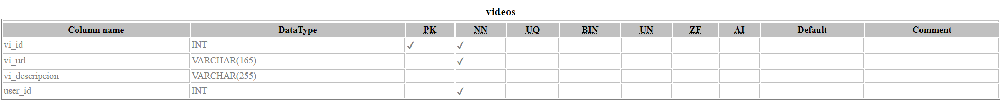 videos
Column name DataType PK NN UQ BIN UN ZF AI Default Comment
vi_id INT ✓ ✓
vi_url VARCHAR(165) ✓
vi_descripcion VARCHAR(255)
user_id INT ✓